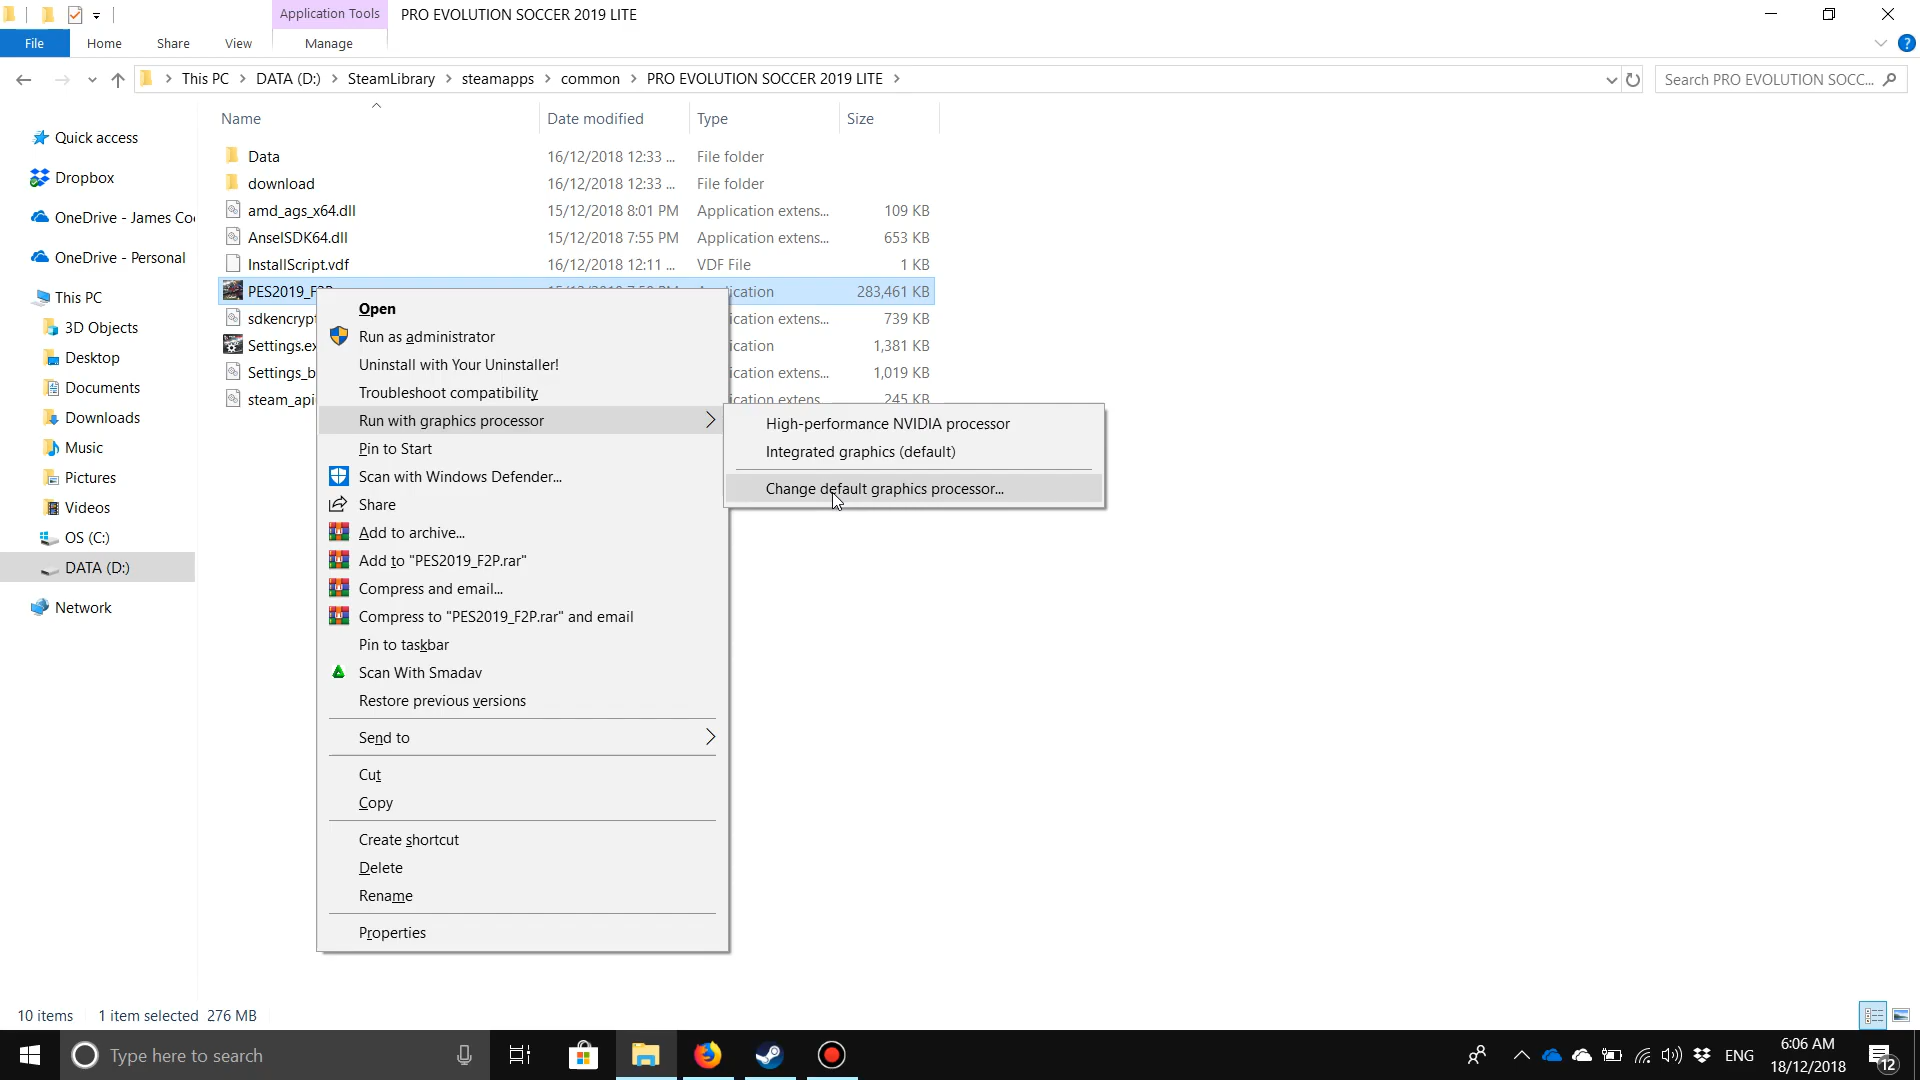 Application Tools
PRO EVOLUTION SOCCER 2019 LITE
File
Home
Share
View
Manage
This PC
DATA (D:)
SteamLibrary
steamapps
common
PRO EVOLUTION SOCCER 2019 LITE
Search PRO EVOLUTION SOCC...
Name
Date modified
Type
Size
Quick access
Dropbox
OneDrive - James Co
OneDrive - Personal
This PC
3D Objects
Desktop
Documents
Downloads
Music
Pictures
Videos
OS (C:)
DATA (D:)
Network
Data 16/12/2018 12:33 ... File folder
download 16/12/2018 12:33 ... File folder
amd_ags_x64.dll 15/12/2018 8:01 PM Application extens... 109 KB
AnselSDK64.dll 15/12/2018 7:55 PM Application extens... 653 KB
InstallScript.vdf 16/12/2018 12:11 ... VDF File 1 KB
PES2019_F2P ication 283,461 KB
sdkencryp ication extens... 739 KB
Settings.ex ication 1,381 KB
Settings_b ication extens... 1,019 KB
steam_api ication extens... 245 KB
Open
Run as administrator
Uninstall with Your Uninstaller!
Troubleshoot compatibility
Run with graphics processor
Pin to Start
Scan with Windows Defender...
Share
Add to archive...
Add to "PES2019_F2P.rar"
Compress and email...
Compress to "PES2019_F2P.rar" and email
Pin to taskbar
Scan With Smadav
Restore previous versions
Send to
Cut
Copy
Create shortcut
Delete
Rename
Properties
High-performance NVIDIA processor
Integrated graphics (default)
Change default graphics processor...
10 items
1 item selected 276 MB
Type here to search
ENG
6:06 AM
18/12/2018
12